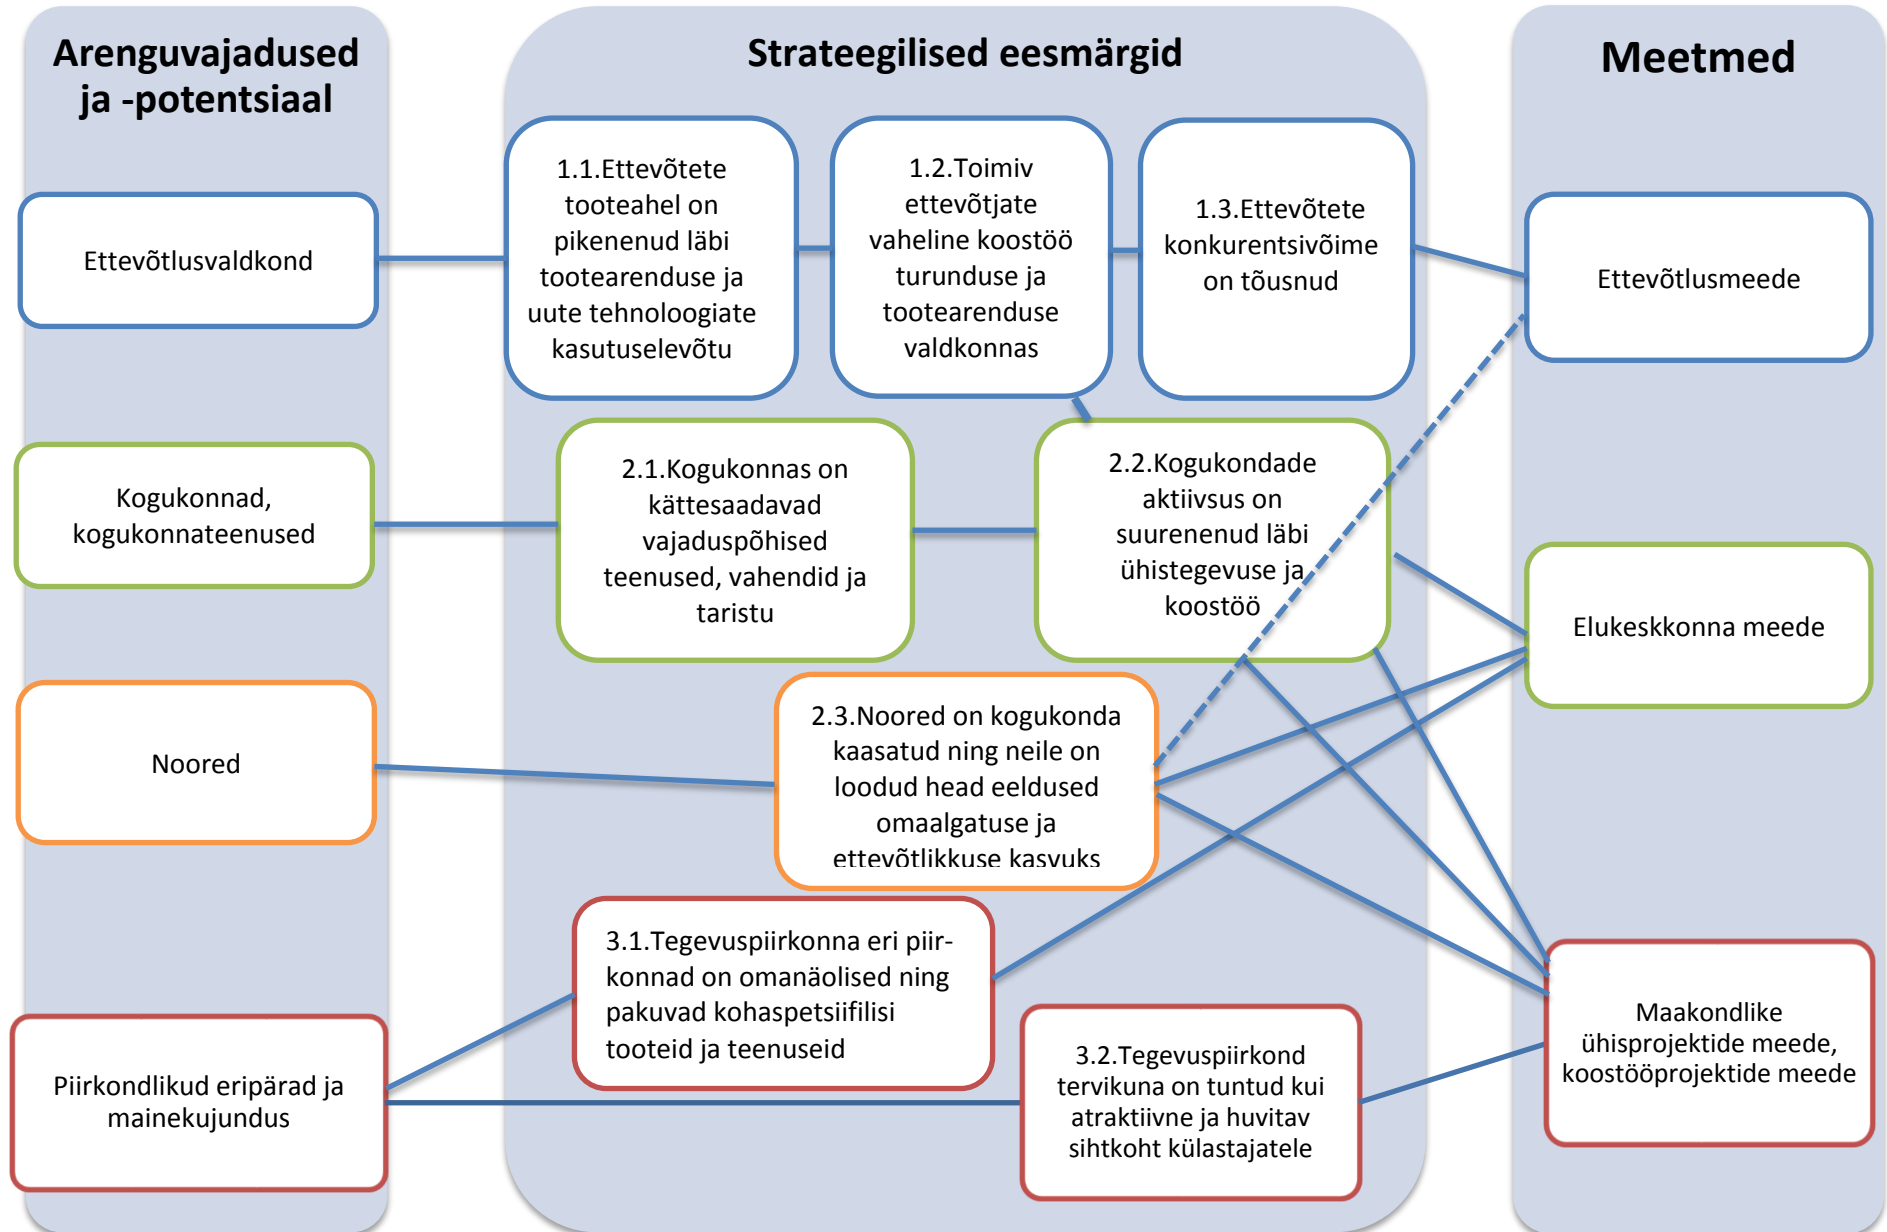 Arenguvajadused
ja -potentsiaal
Strateegilised eesmärgid
Meetmed
Ettevõtlusvaldkond
1.1.Ettevõtete
tooteahel on
pikenenud läbi
tootearenduse ja
uute tehnoloogiate
kasutuselevõtu
1.2.Toimiv
ettevõtjate
vaheline koostöö
turunduse ja
tootearenduse
valdkonnas
1.3.Ettevõtete
konkurentsivõime
on tõusnud
Ettevõtlusmeede
Kogukonnad,
kogukonnateenused
2.1.Kogukonnas on
kättesaadavad
vajaduspõhised
teenused, vahendid ja
taristu
2.2.Kogukondade
aktiivsus on
suurenenud läbi
ühistegevuse ja
koostöö
Elukeskkonna meede
Noored
2.3.Noored on kogukonda
kaasatud ning neile on
loodud head eeldused
omaalgatuse ja
ettevõtlikkuse kasvuks
Piirkondlikud eripärad ja
mainekujundus
3.1.Tegevuspiirkonna eri piir-
konnad on omanäolised ning
pakuvad kohaspetsiifilisi
tooteid ja teenuseid
3.2.Tegevuspiirkond
tervikuna on tuntud kui
atraktiivne ja huvitav
sihtkoht külastajatele
Maakondlike
ühisprojektide meede,
koostööprojektide meede